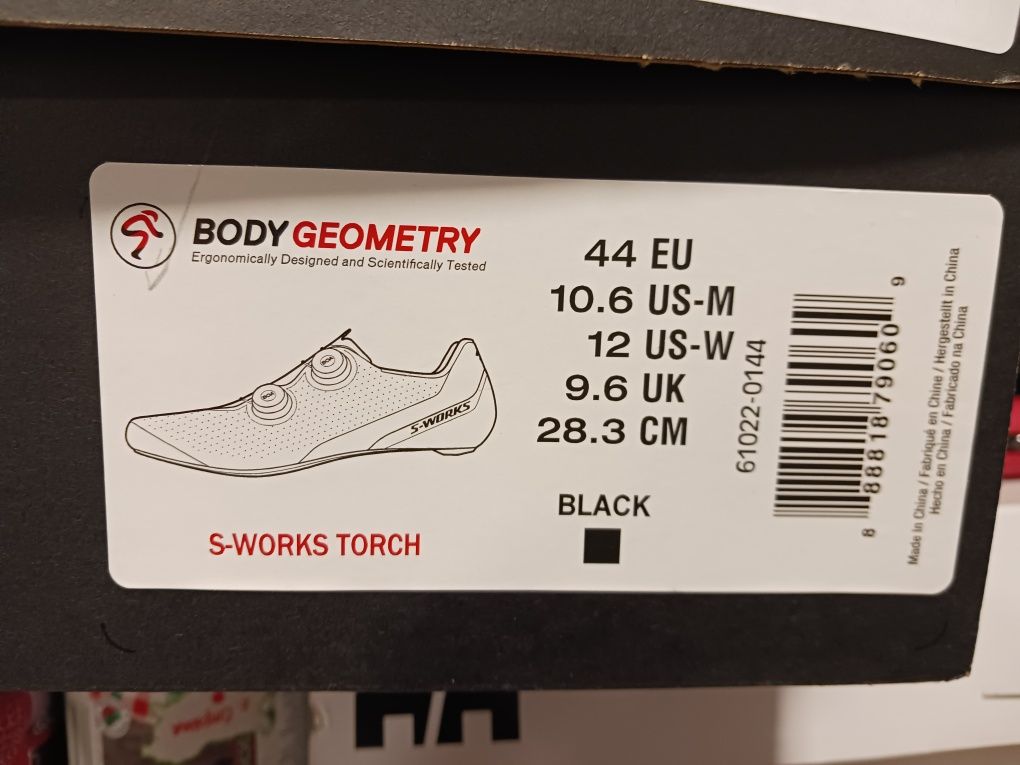 BODY GEOMETRY
Ergonomically Designed and Scientifically Tested
44 EU
10.6 US-M
12 US-W
9.6 UK
28.3 CM
S-WORKS
BLACK
S-WORKS TORCH
61022-0144
8 88818 79060 9
Made in China / Fabriqué en Chine / Hergestellt in China
Hecho en China / Fabricado na China